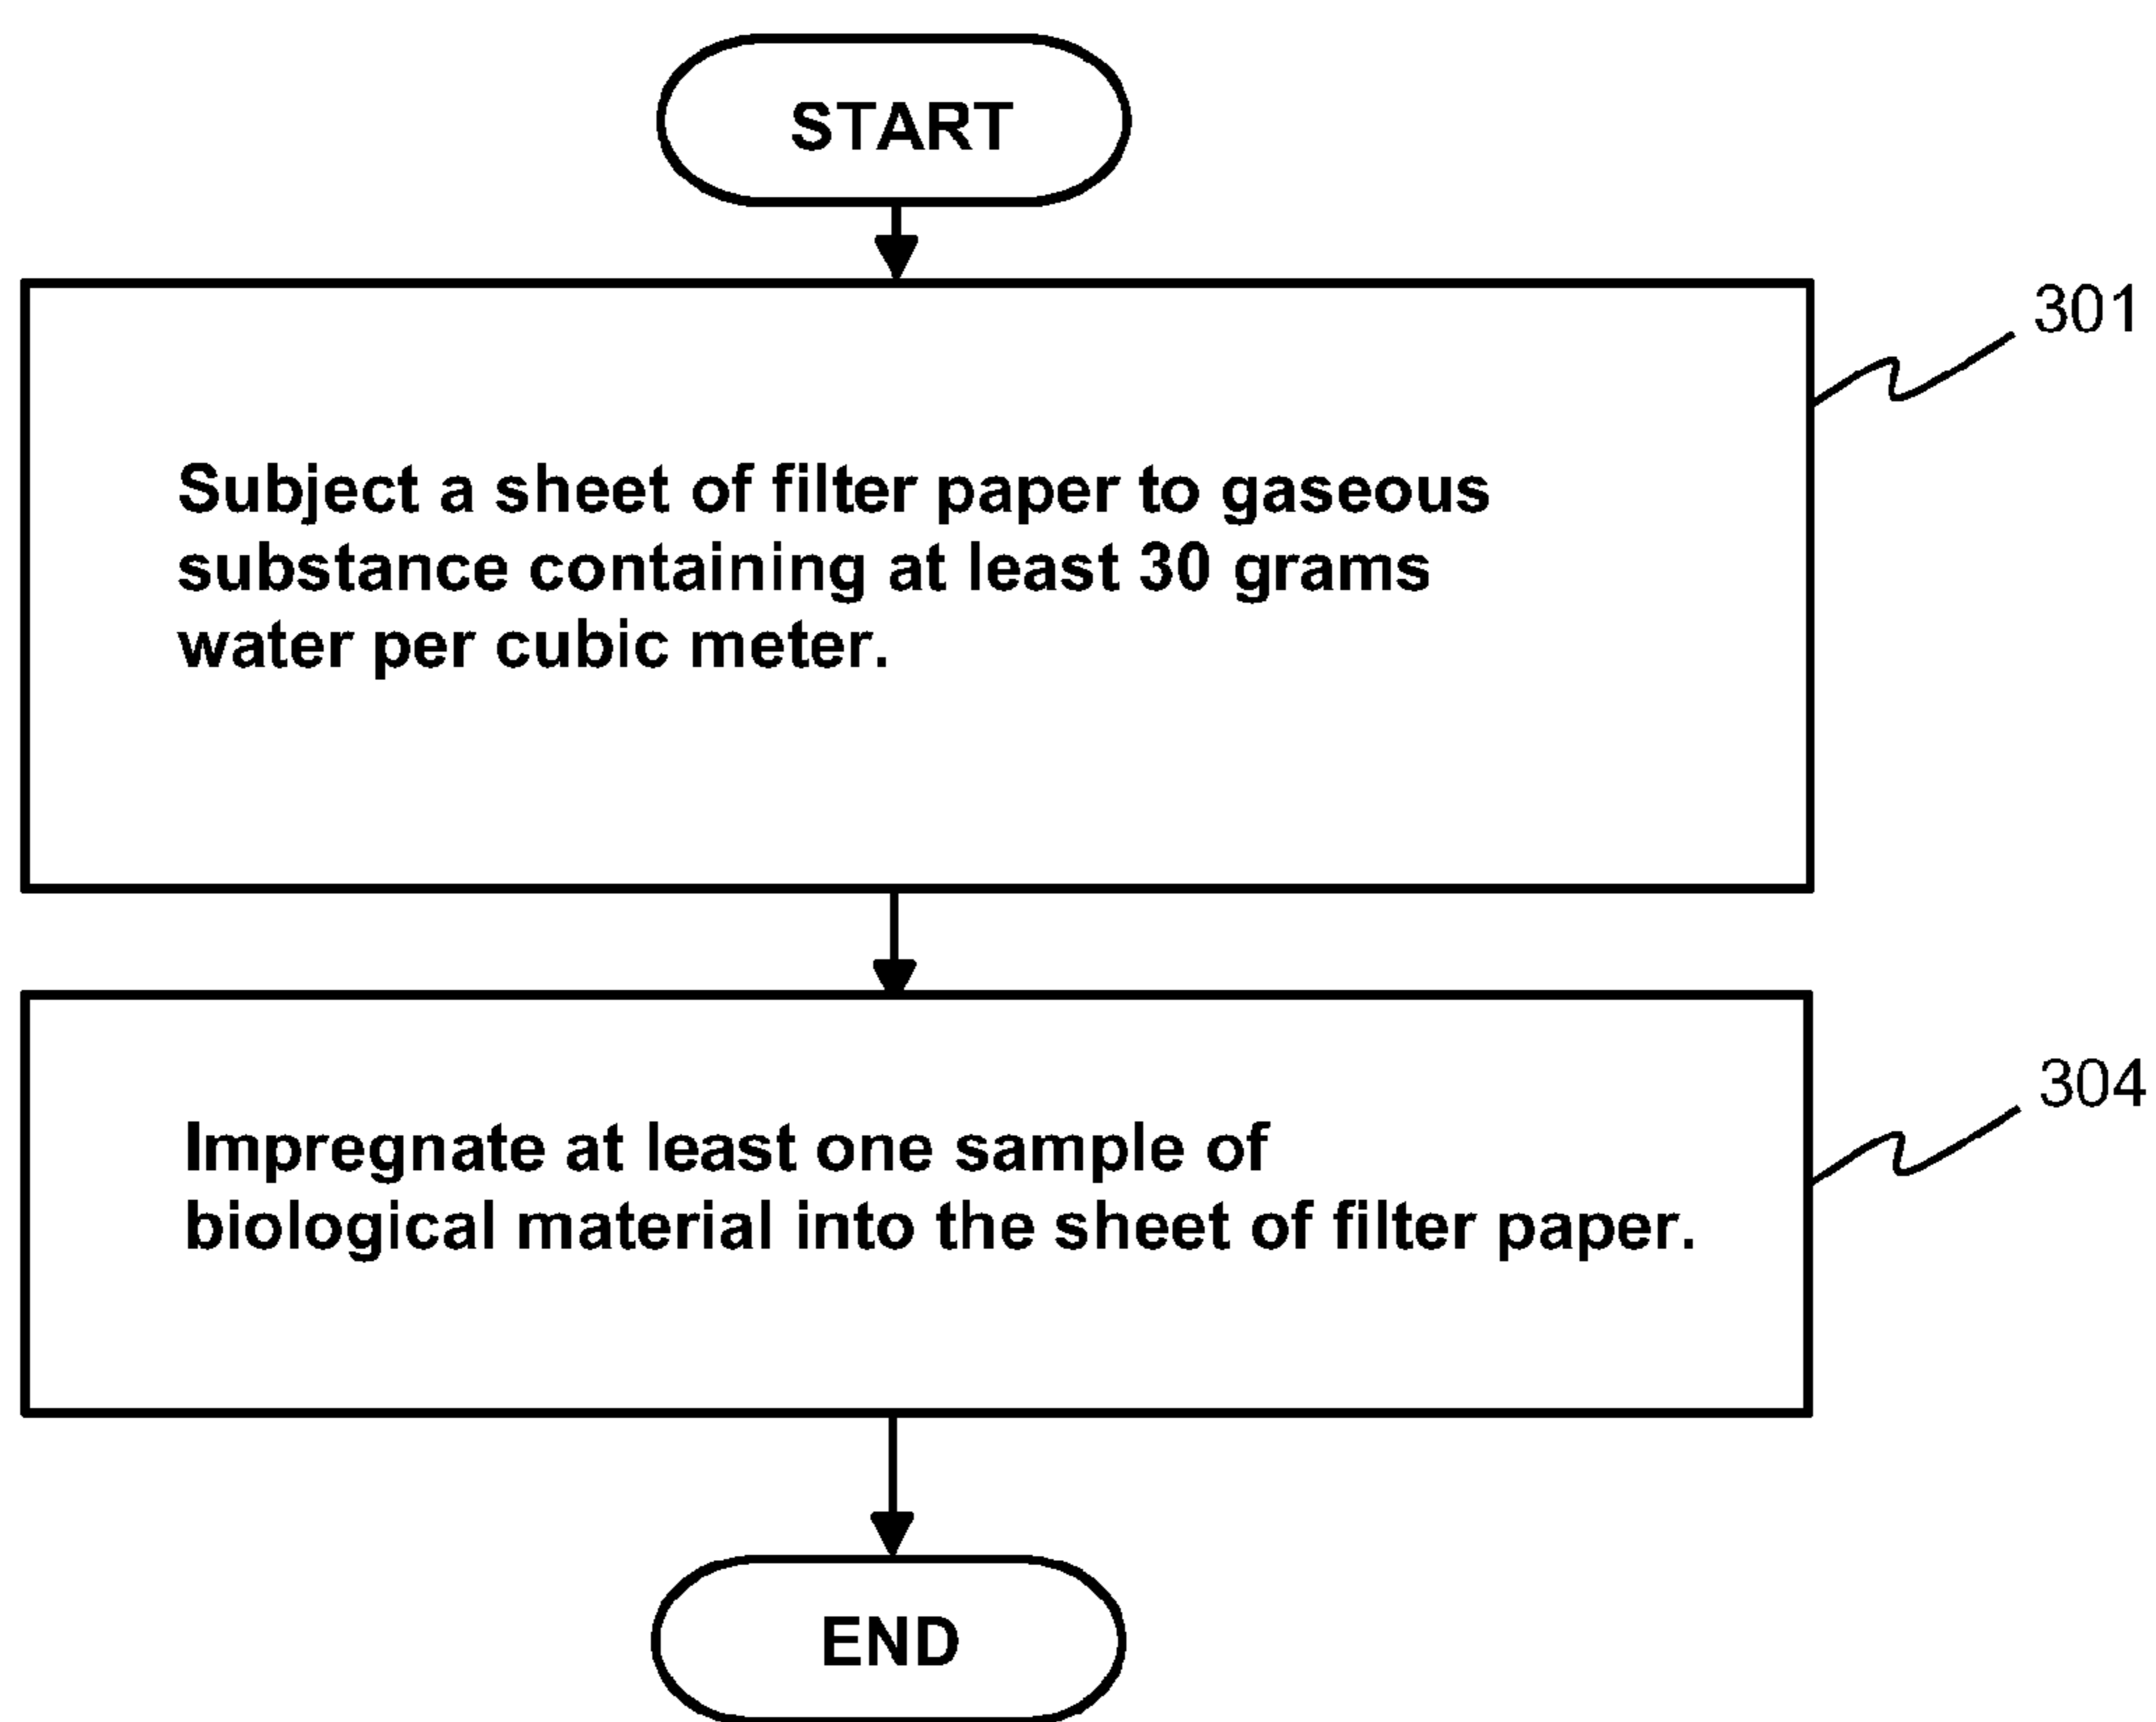 START
301
Subject a sheet of filter paper to gaseous
substance containing at least 30 grams
water per cubic meter.
304
Impregnate at least one sample of
biological material into the sheet of filter paper.
END